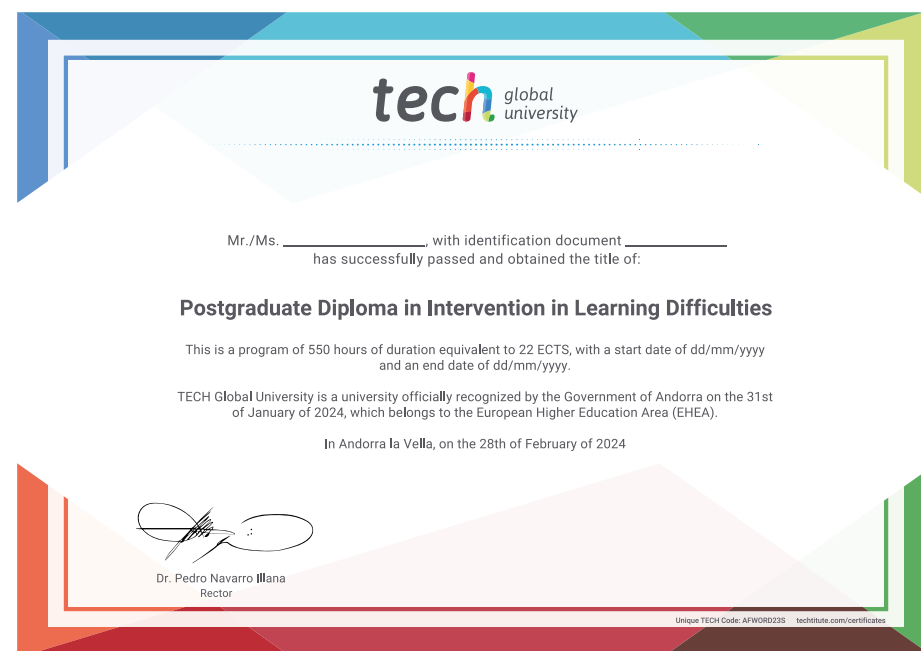 tech global university
Mr./Ms. ____________, with identification document ____________
has successfully passed and obtained the title of:
Postgraduate Diploma in Intervention in Learning Difficulties
This is a program of 550 hours of duration equivalent to 22 ECTS, with a start date of dd/mm/yyyy
and an end date of dd/mm/yyyy.
TECH Global University is a university officially recognized by the Government of Andorra on the 31st
of January of 2024, which belongs to the European Higher Education Area (EHEA).
In Andorra la Vella, on the 28th of February of 2024
Dr. Pedro Navarro Illana
Rector
Unique TECH Code: AFWORD23S techtitute.com/certificates